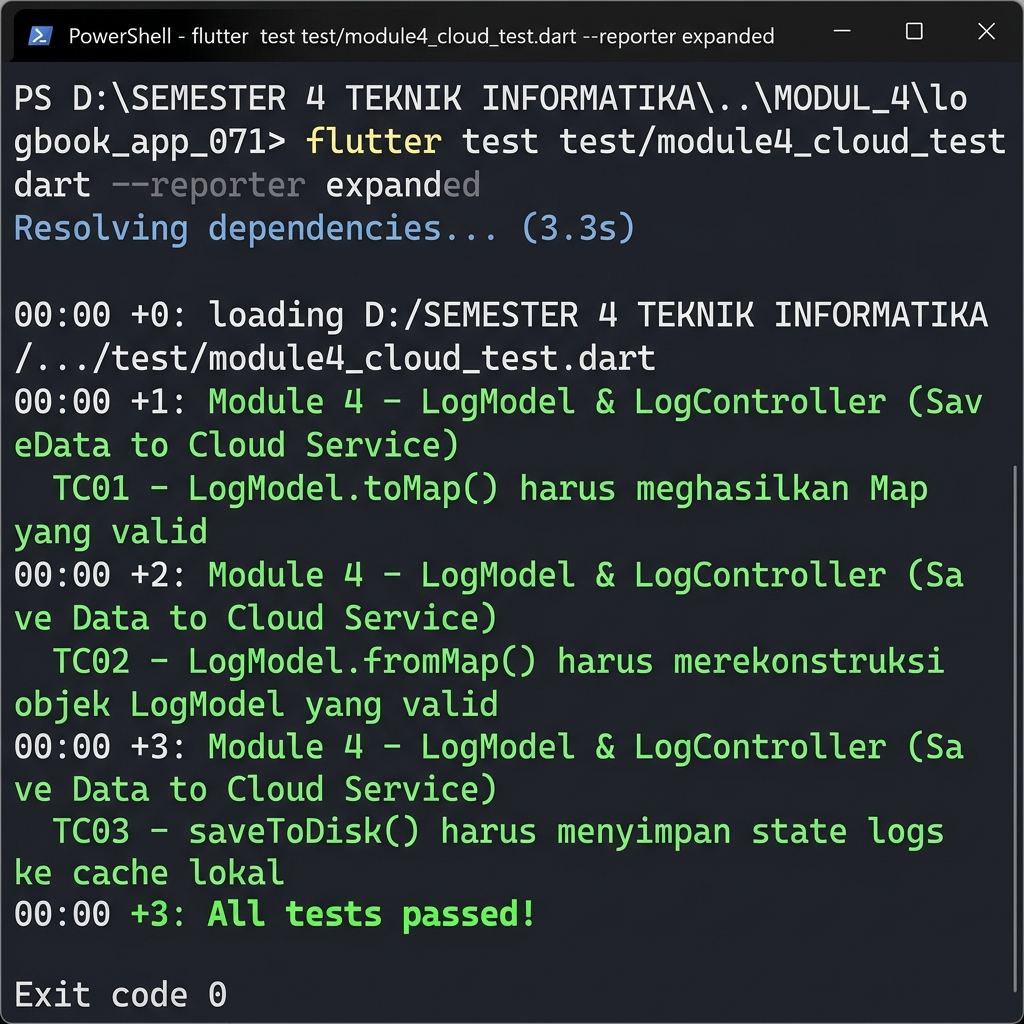 PowerShell - flutter  test test/module4_cloud_test.dart --reporter expanded
PS D:\SEMESTER 4 TEKNIK INFORMATIKA\..\MODUL_4\lo
gbook_app_071> flutter test test/module4_cloud_test
dart --reporter expanded
Resolving dependencies... (3.3s)
00:00 +0: loading D:/SEMESTER 4 TEKNIK INFORMATIKA
/.../test/module4_cloud_test.dart
00:00 +1: Module 4 - LogModel & LogController (Sav
eData to Cloud Service)
TC01 - LogModel.toMap() harus meghasilkan Map
yang valid
00:00 +2: Module 4 - LogModel & LogController (Sa
ve Data to Cloud Service)
TC02 - LogModel.fromMap() harus merekonstruksi
objek LogModel yang valid
00:00 +3: Module 4 - LogModel & LogController (Sa
ve Data to Cloud Service)
TC03 - saveToDisk() harus menyimpan state logs
ke cache lokal
00:00 +3: All tests passed!
Exit code 0